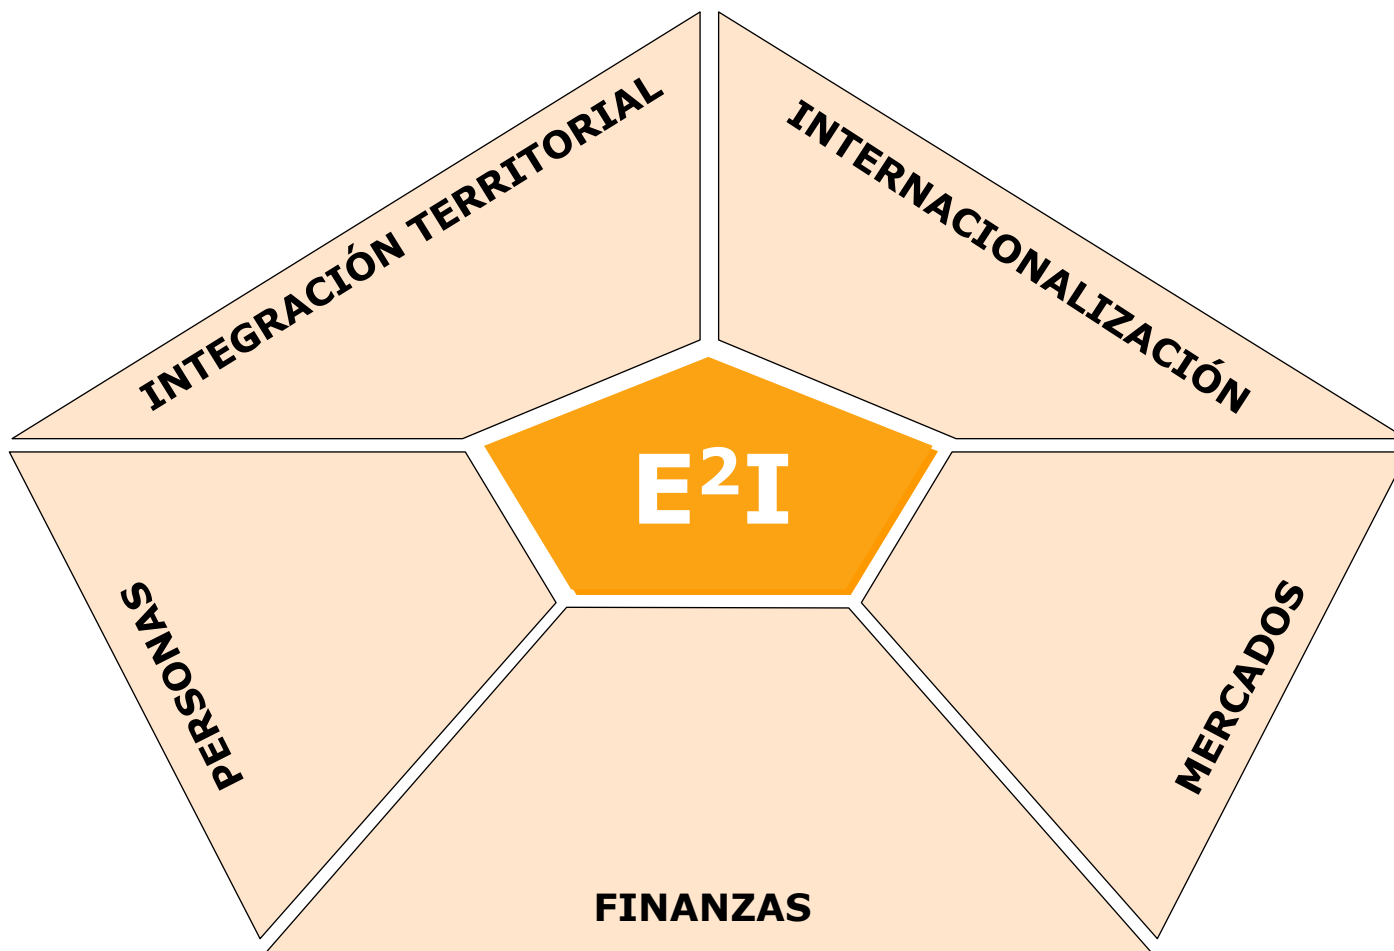 INTEGRACIÓN TERRITORIAL
INTERNACIONALIZACIÓN
E²I
PERSONAS
MERCADOS
FINANZAS